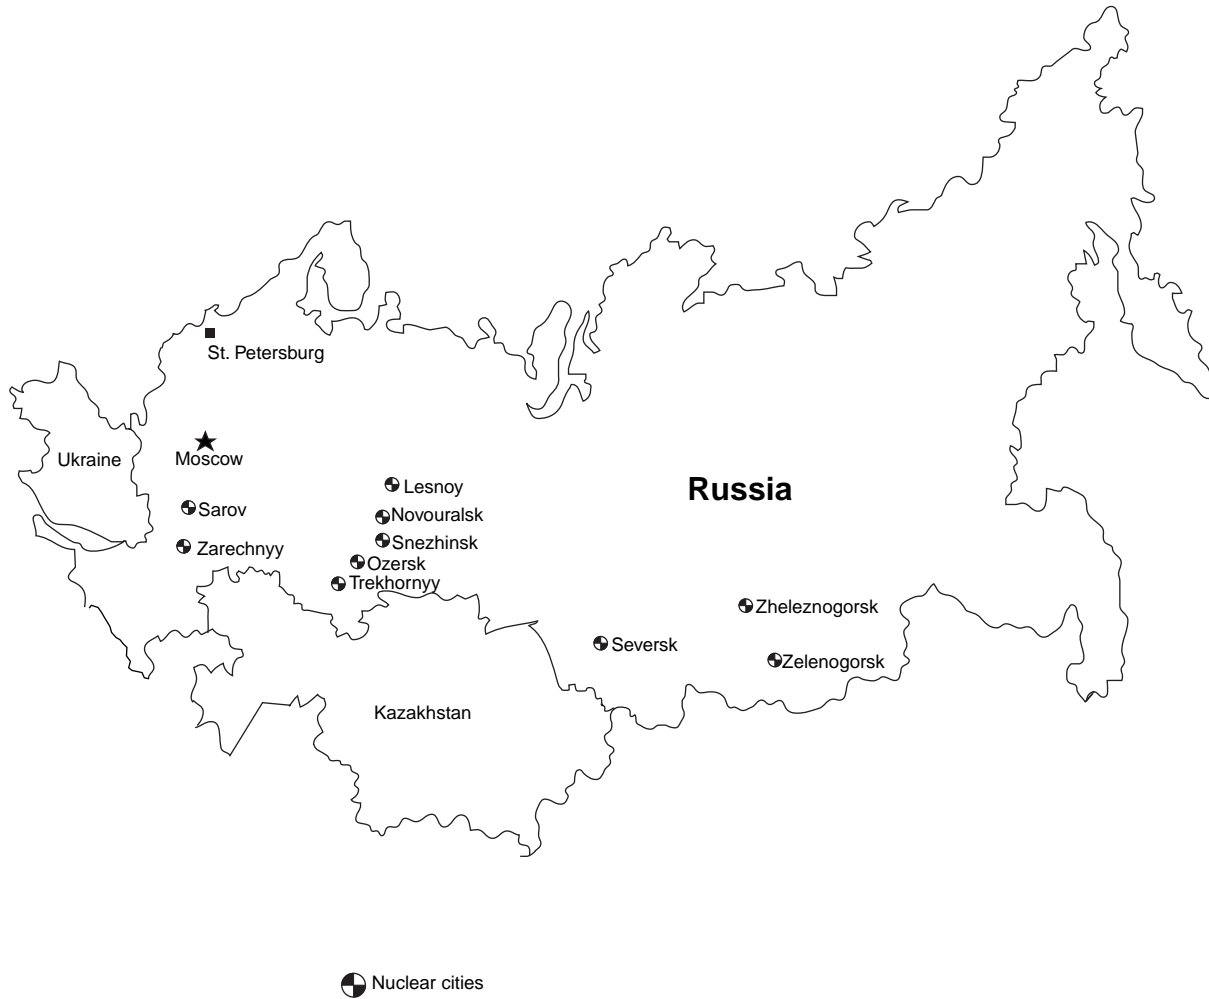 St. Petersburg
Ukraine
Moscow
Lesnoy
Russia
Sarov
Novouralsk
Zarechnyy
Snezhinsk
Ozersk
Trekhornyy
Zheleznogorsk
Seversk
Zelenogorsk
Kazakhstan
Nuclear cities